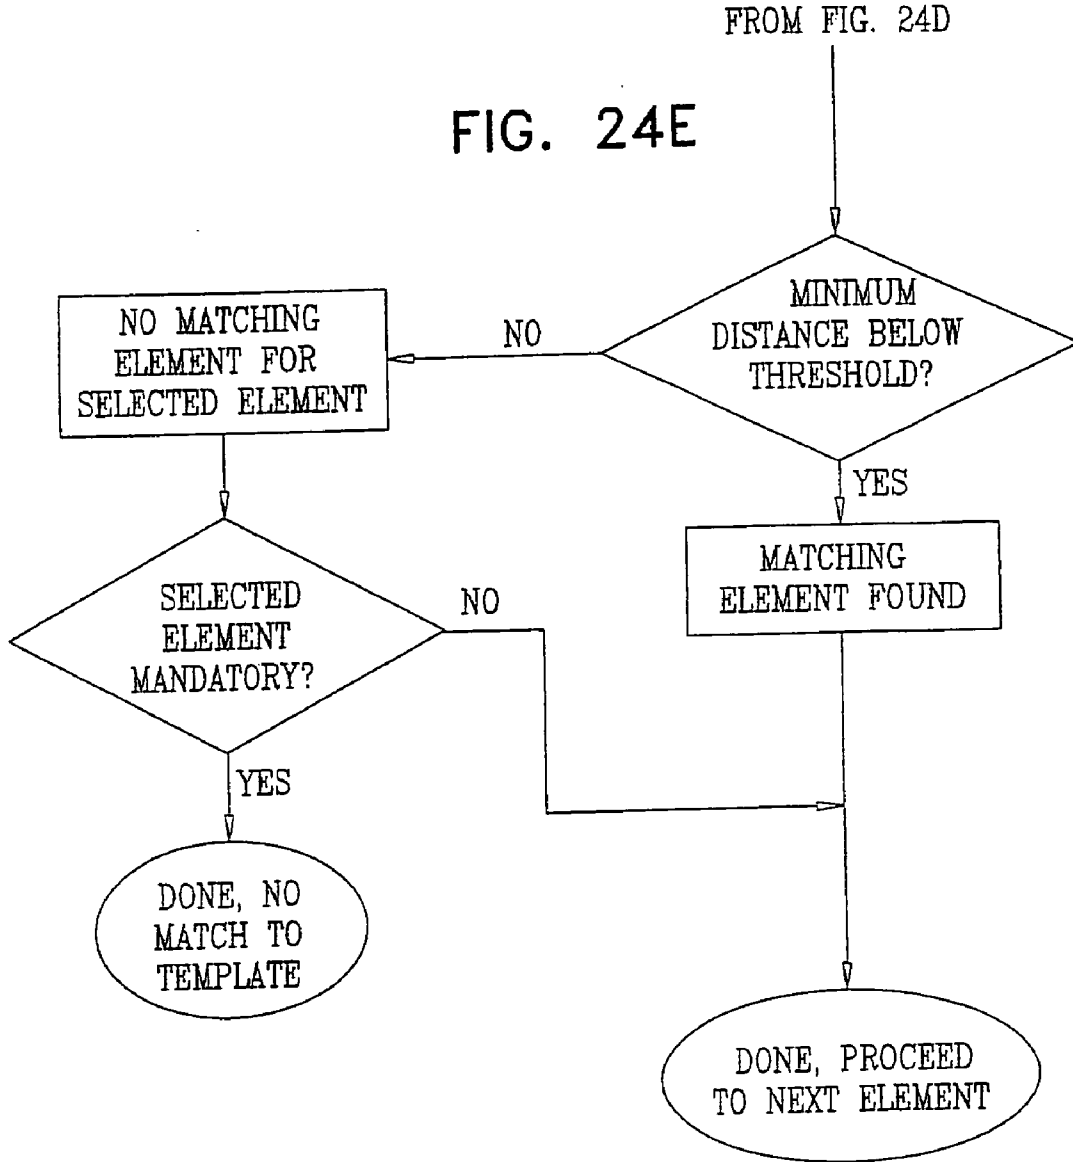 FROM FIG. 24D
FIG. 24E
MINIMUM
DISTANCE BELOW
THRESHOLD?
NO
NO MATCHING
ELEMENT FOR
SELECTED ELEMENT
YES
MATCHING
ELEMENT FOUND
SELECTED
ELEMENT
MANDATORY?
NO
YES
DONE, NO
MATCH TO
TEMPLATE
DONE, PROCEED
TO NEXT ELEMENT